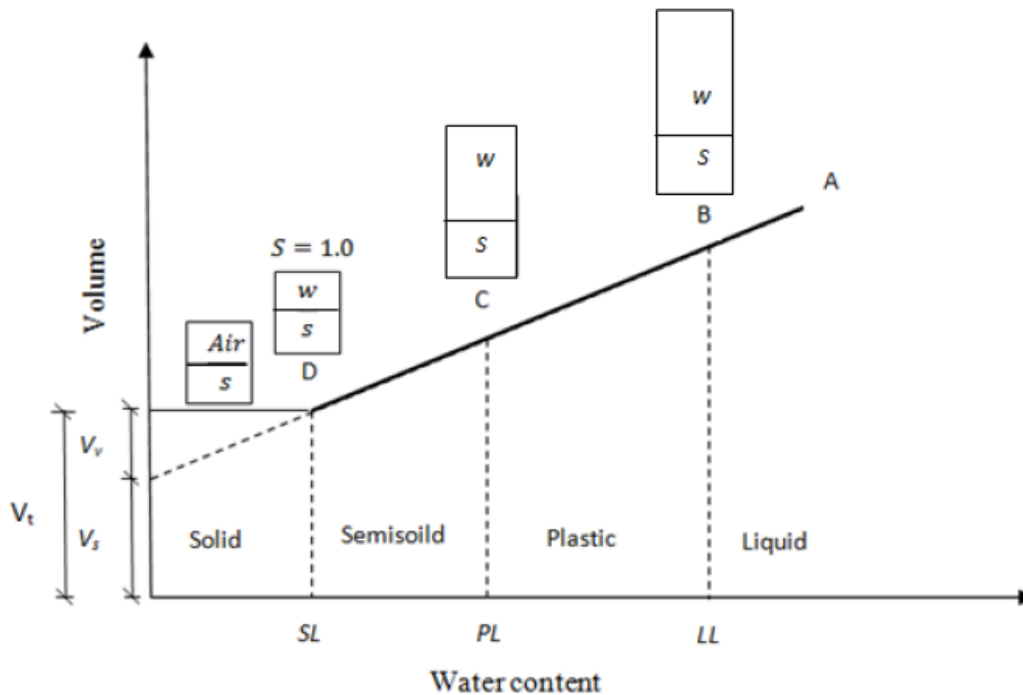 w
S
A
B
w
S
C
S = 1.0
w
s
D
Air
s
Volume
Vv
Vt
Vs
Solid
Semisoild
Plastic
Liquid
SL
PL
LL
Water content